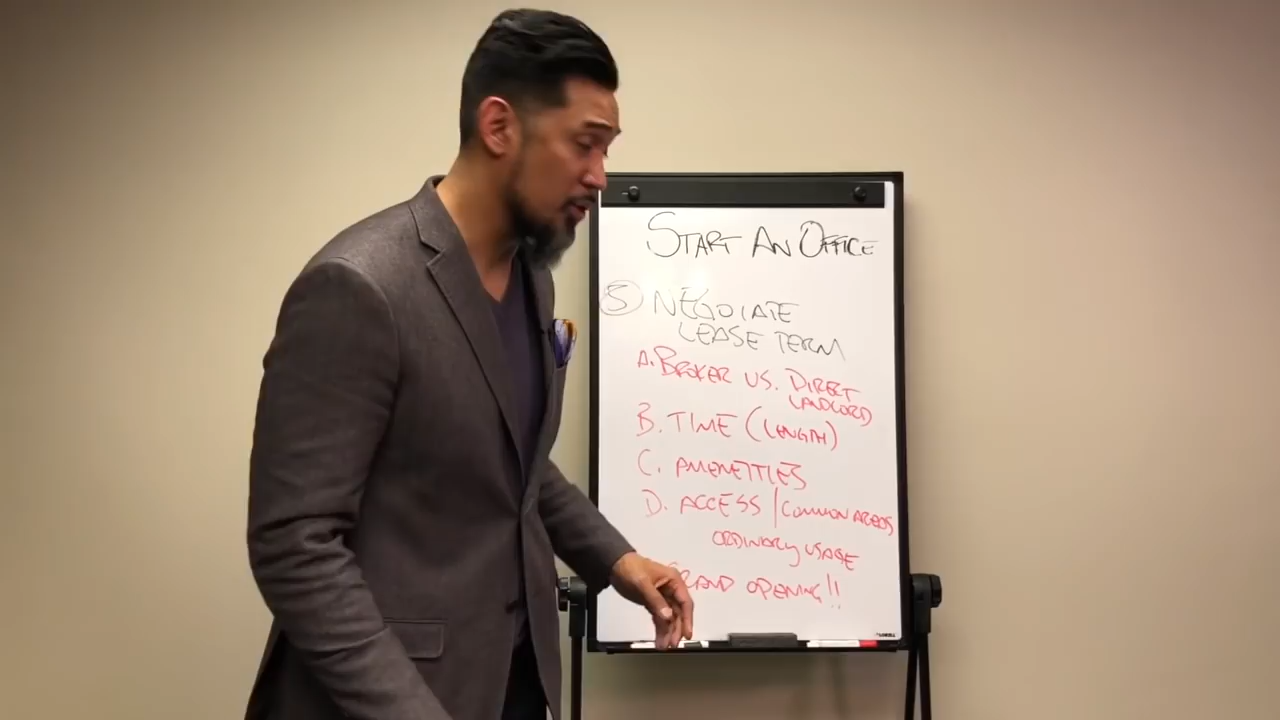 START AN OFFICE
5 NEGOIATE
LEASE TERM
A. BROKER VS. DIRECT
LANDLORD
B. TIME (LENGTH)
C. AMENETTIES
D. ACCESS / COMMON AREAS
ORDINARY USAGE
GRAND OPENING!!